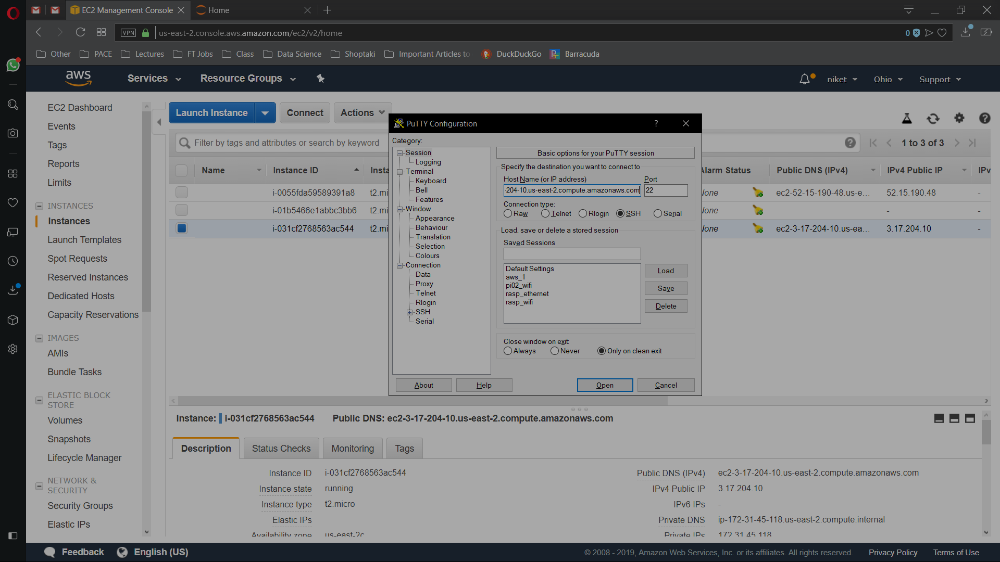 EC2 Management Console
Home
VPN
us-east-2.console.aws.amazon.com/ec2/v2/home
0
Other
PACE
Lectures
FT Jobs
Class
Data Science
Shoptaki
Important Articles to
DuckDuckGo
Barracuda
aws
Services
Resource Groups
niket
Ohio
Support
EC2 Dashboard
Events
Tags
Reports
Limits
INSTANCES
Instances
Launch Templates
Spot Requests
Reserved Instances
Dedicated Hosts
Capacity Reservations
IMAGES
AMIs
Bundle Tasks
ELASTIC BLOCK
STORE
Volumes
Snapshots
Lifecycle Manager
NETWORK &
SECURITY
Security Groups
Elastic IPs
Launch Instance
Connect
Actions
Filter by tags and attributes or search by keyword
1 to 3 of 3
Name Instance ID Insta Alarm Status Public DNS (IPv4) IPv4 Public IP IPv
i-0055fda59589391a8 t2.mi None ec2-52-15-190-48.us-e... 52.15.190.48 -
i-01b5466e1abbc3bb6 t2.mi None - -
i-031cf2768563ac544 t2.mi None ec2-3-17-204-10.us-ea... 3.17.204.10 -
PuTTY Configuration ?
Category:
Session
Logging
Terminal
Keyboard
Bell
Features
Window
Appearance
Behaviour
Translation
Selection
Colours
Connection
Data
Proxy
Telnet
Rlogin
SSH
Serial
Basic options for your PuTTY session
Specify the destination you want to connect to
Host Name (or IP address) Port
-204-10.us-east-2.compute.amazonaws.com 22
Connection type:
Raw Telnet Rlogin SSH Serial
Load, save or delete a stored session
Saved Sessions
Default Settings
aws_1
pi02_wifi
rasp_ethernet
rasp_wifi
Load
Save
Delete
Close window on exit:
Always Never Only on clean exit
About Help Open Cancel
Instance: i-031cf2768563ac544 Public DNS: ec2-3-17-204-10.us-east-2.compute.amazonaws.com
Description Status Checks Monitoring Tags
Instance ID i-031cf2768563ac544
Instance state running
Instance type t2.micro
Elastic IPs
Availability zone us-east-2c
Public DNS (IPv4) ec2-3-17-204-10.us-east-2.compute.amazonaws.com
IPv4 Public IP 3.17.204.10
IPv6 IPs -
Private DNS ip-172-31-45-118.us-east-2.compute.internal
Private IPs 172.31.45.118
Feedback English (US)
© 2008 - 2019, Amazon Web Services, Inc. or its affiliates. All rights reserved. Privacy Policy Terms of Use